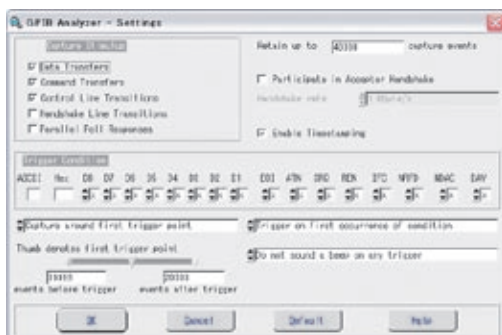 GPIB Analyzer - Settings
Capture
Retain up to 40000 capture events
Data Transfers
Command Transfers
Control Line Transitions
Handshake Line Transitions
Parallel Poll Responses
Participate in Acceptor Handshake
Handshake rate
Enable Timestamping
Trigger Condition
ASCII Hex D8 D7 D6 D5 D4 D3 D2 D1 EOI ATN SRQ REN IFC NRFD NDAC DAV
Capture around first trigger point
Trigger on first occurrence of condition
Thumb denotes first trigger point
Do not sound a beep on any trigger
20000
events before trigger events after trigger
OK Cancel Default Help